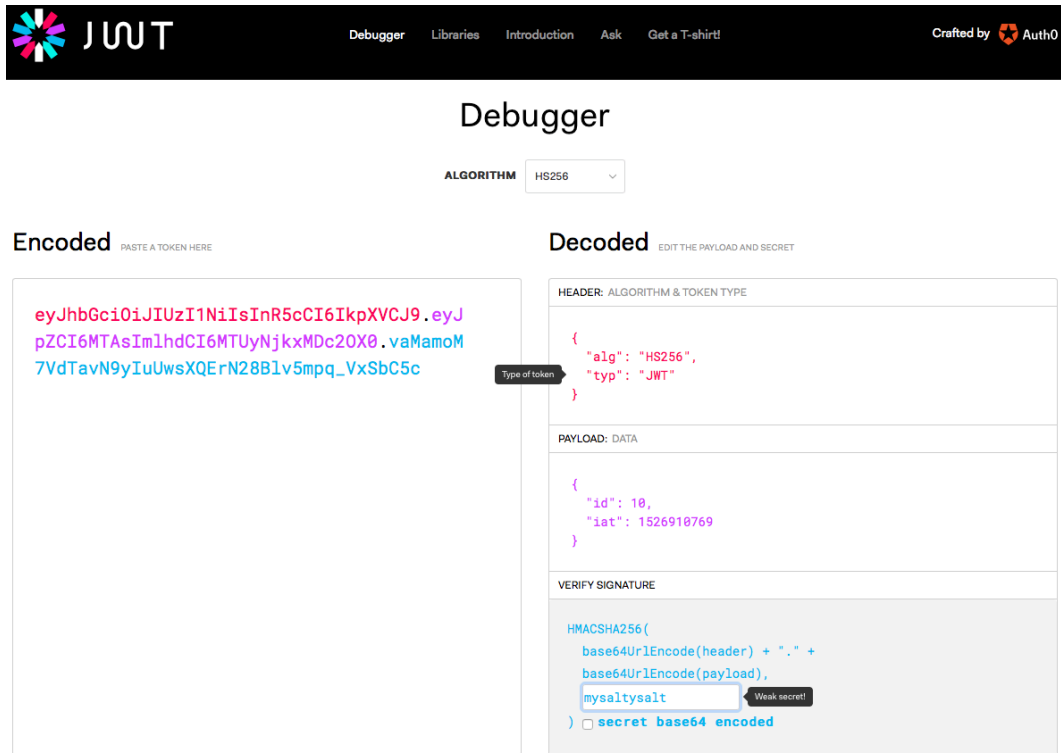 JWT
Debugger Libraries Introduction Ask Get a T-shirt!
Crafted by Auth0
Debugger
ALGORITHM HS256
Encoded PASTE A TOKEN HERE
eyJhbGciOiJIUzI1NiIsInR5cCI6IkpXVCJ9.eyJ
pZCI6MTAsImlhdCI6MTUyNjkxMDc2OX0.vaMamoM
7VdTavN9yIuUwsXQErN28Blv5mpq_VxSbC5c
Decoded EDIT THE PAYLOAD AND SECRET
HEADER: ALGORITHM & TOKEN TYPE
{
"alg": "HS256",
Type of token
"typ": "JWT"
}
PAYLOAD: DATA
{
"id": 10,
"iat": 1526910769
}
VERIFY SIGNATURE
HMACSHA256(
base64UrlEncode(header) + "." +
base64UrlEncode(payload),
mysaltysalt
Weak secret!
) secret base64 encoded